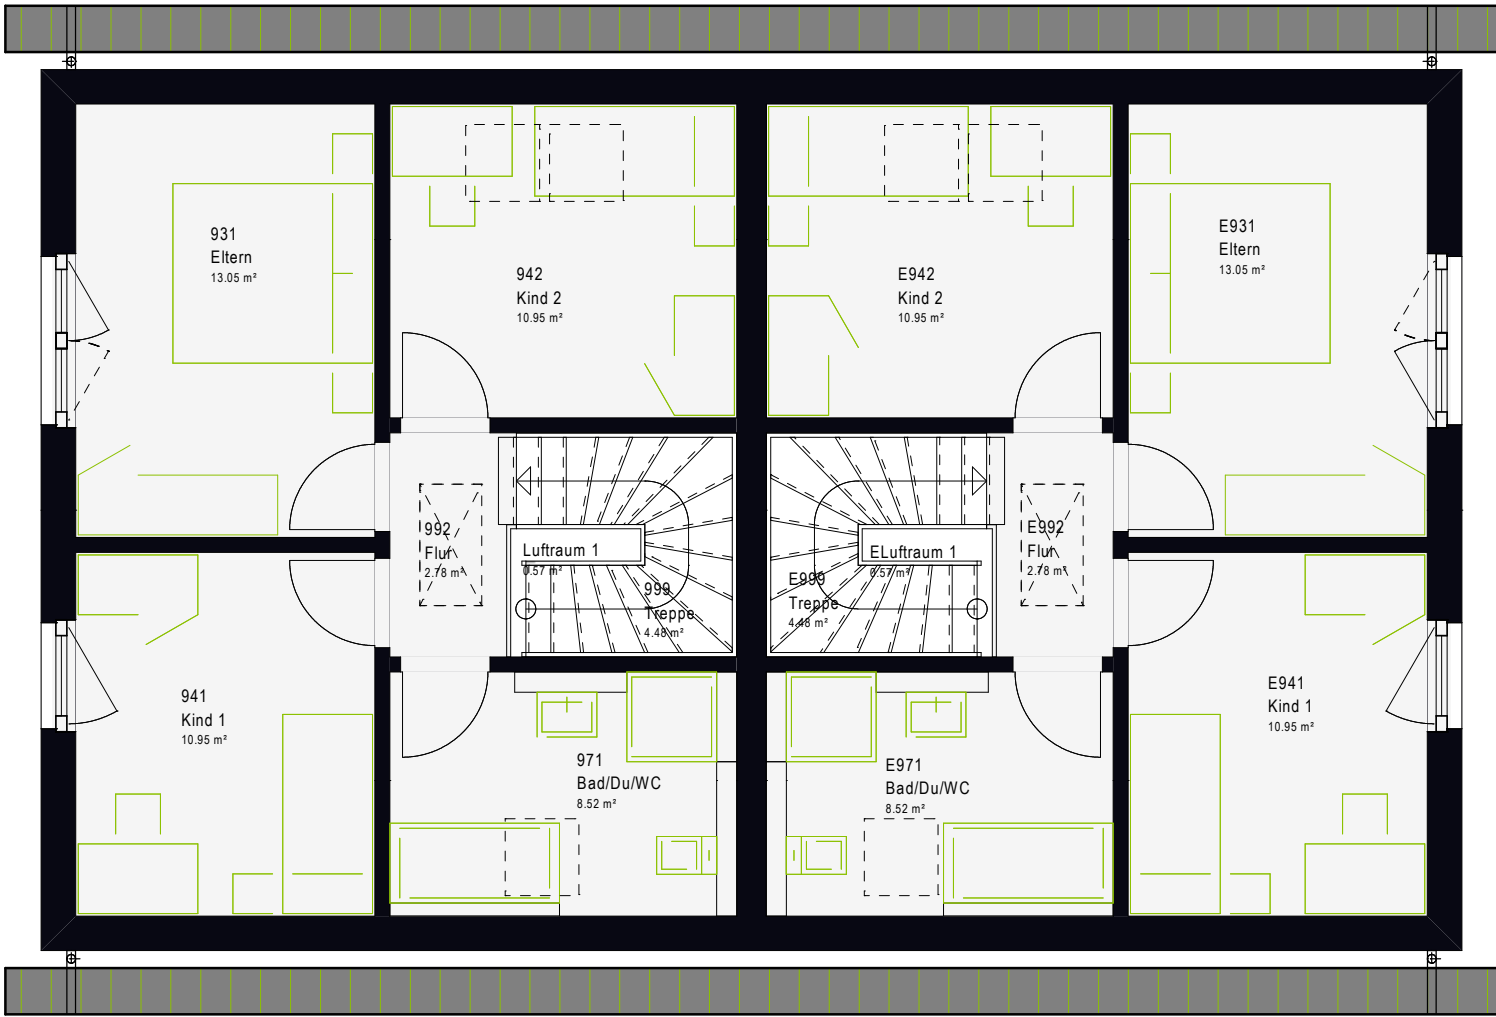 931
Eltern
13.05 m²
942
Kind 2
10.95 m²
E942
Kind 2
10.95 m²
E931
Eltern
13.05 m²
992
Flur
2.78 m²
Luftraum 1
0.57 m²
999
Treppe
4.48 m²
ELuftraum 1
0.57 m²
E999
Treppe
4.48 m²
E992
Flur
2.78 m²
941
Kind 1
10.95 m²
971
Bad/Du/WC
8.52 m²
E971
Bad/Du/WC
8.52 m²
E941
Kind 1
10.95 m²